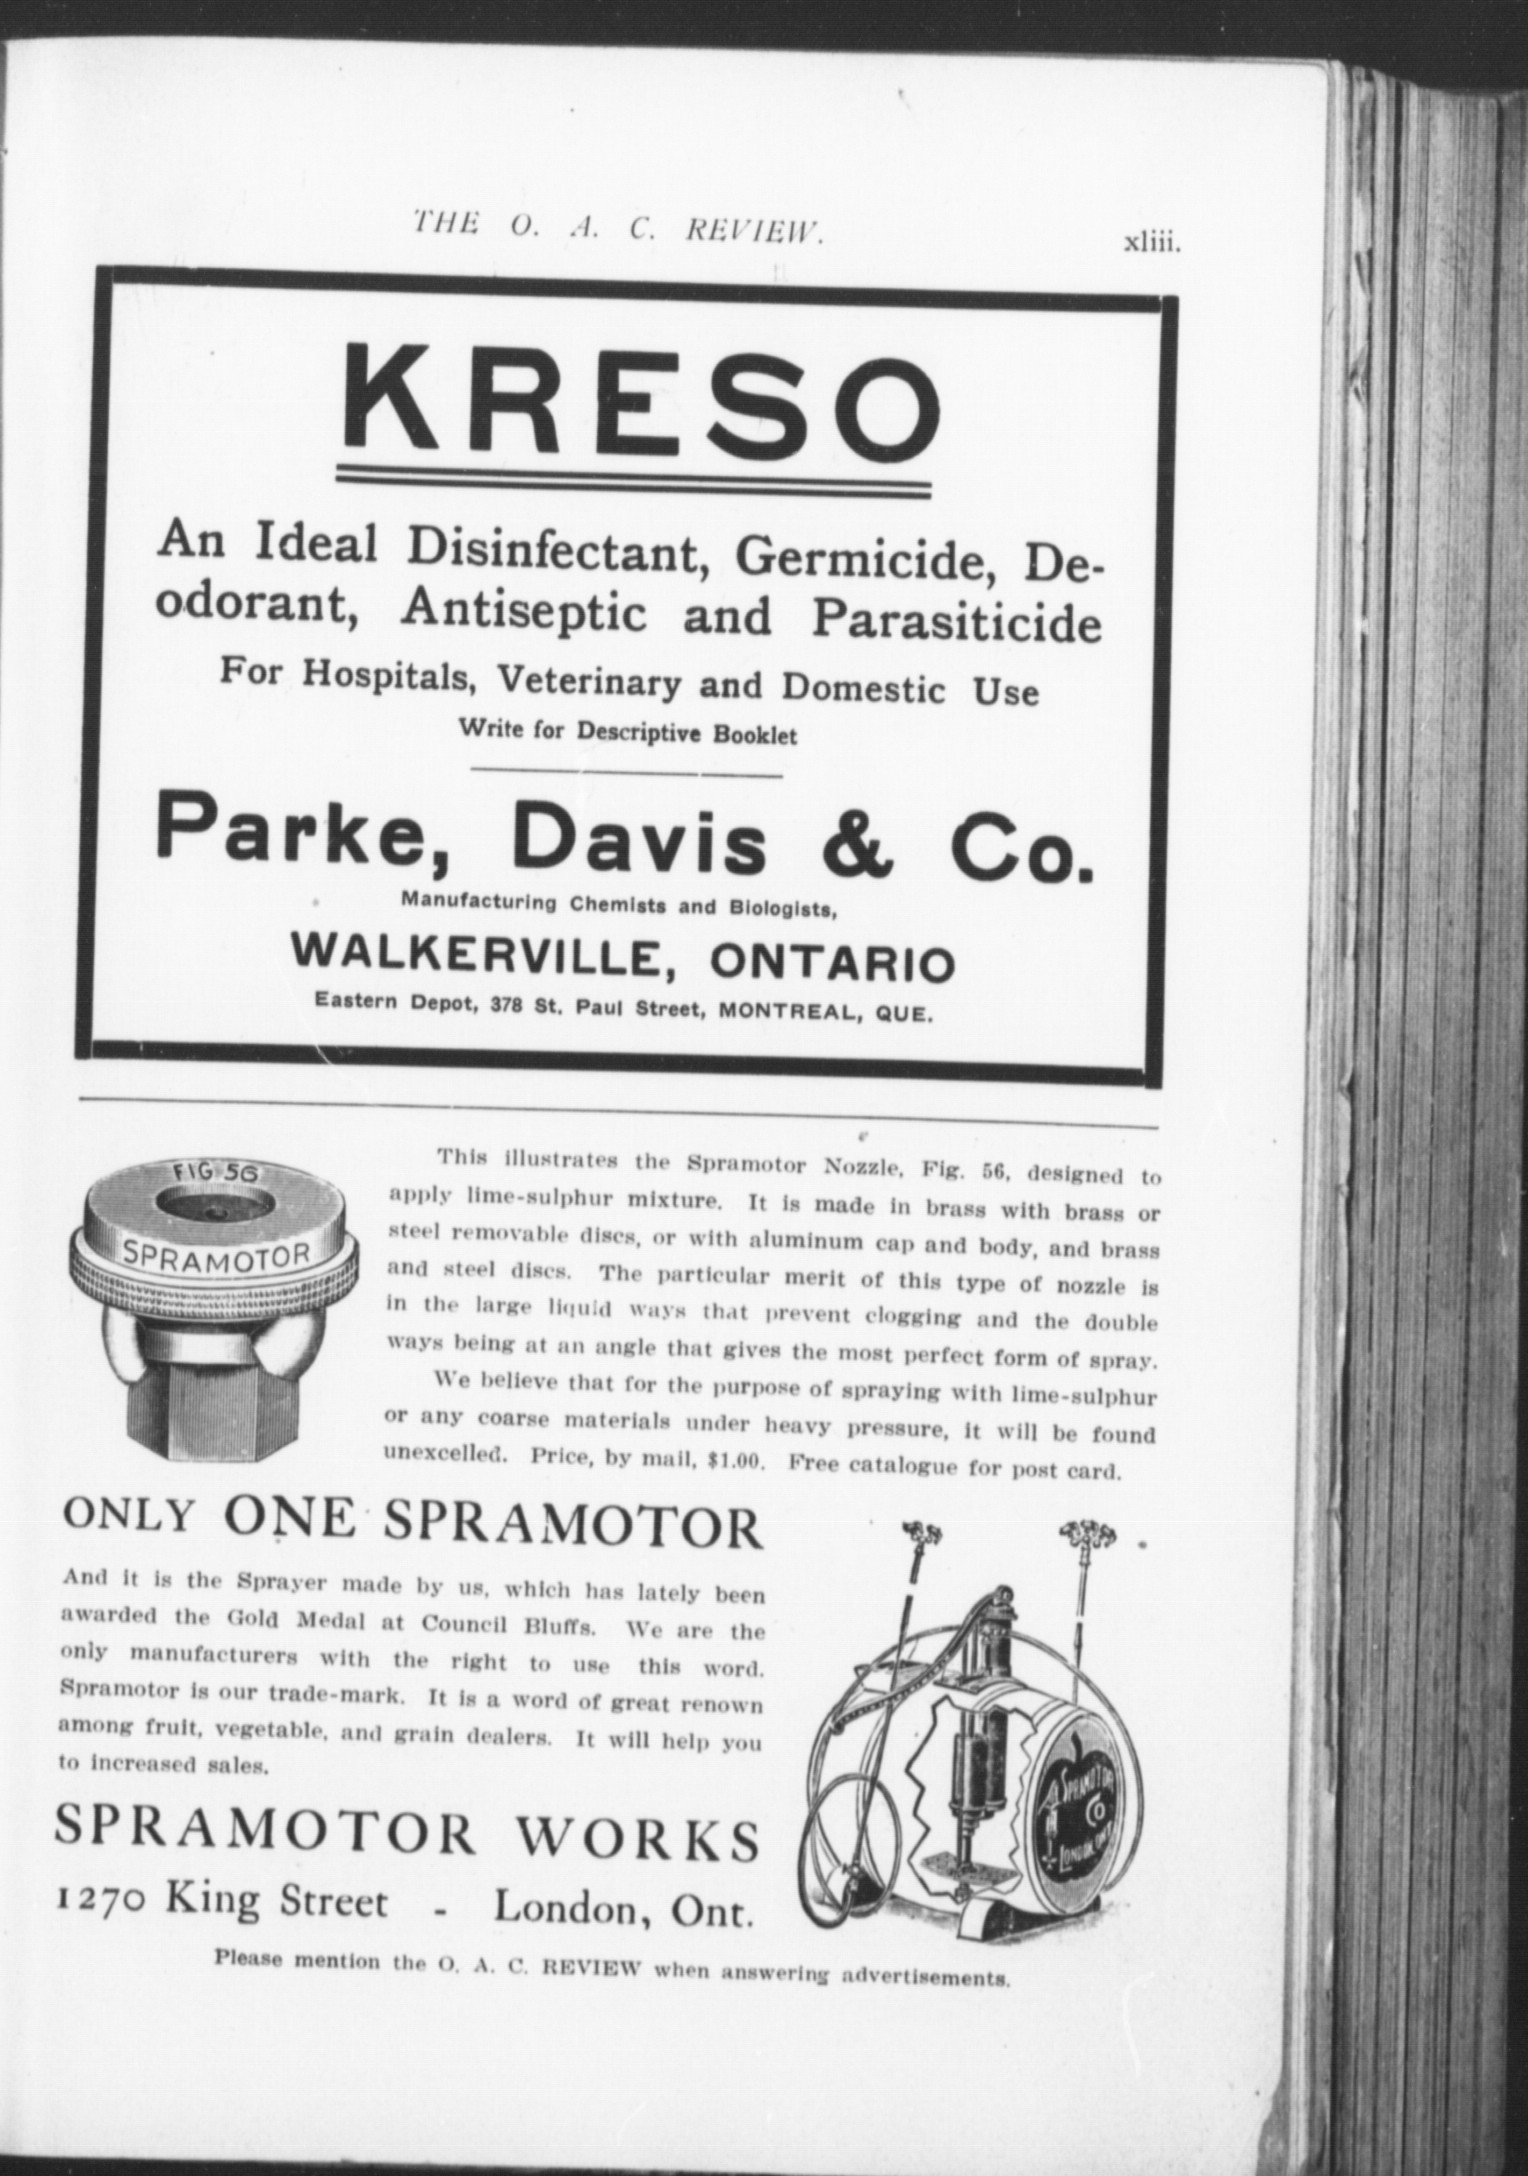 THE O. A. C. REVIEW. xliii.
KRESO
An Ideal Disinfectant, Germicide, De-
odorant, Antiseptic and Parasiticide
For Hospitals, Veterinary and Domestic Use
Write for Descriptive Booklet
Parke, Davis & Co.
Manufacturing Chemists and Biologists,
WALKERVILLE, ONTARIO
Eastern Depot, 378 St. Paul Street, MONTREAL, QUE.
FIG 56
SPRAMOTOR
This illustrates the Spramotor Nozzle, Fig. 56, designed to
apply lime-sulphur mixture. It is made in brass with brass or
steel removable discs, or with aluminum cap and body, and brass
and steel discs. The particular merit of this type of nozzle is
in the large liquid ways that prevent clogging and the double
ways being at an angle that gives the most perfect form of spray.
We believe that for the purpose of spraying with lime-sulphur
or any coarse materials under heavy pressure, it will be found
unexcelled. Price, by mail, $1.00. Free catalogue for post card.
ONLY ONE SPRAMOTOR
And it is the Sprayer made by us, which has lately been
awarded the Gold Medal at Council Bluffs. We are the
only manufacturers with the right to use this word.
Spramotor is our trade-mark. It is a word of great renown
among fruit, vegetable, and grain dealers. It will help you
to increased sales.
SPRAMOTOR
CO
LONDON, ONT.
SPRAMOTOR WORKS
1270 King Street - London, Ont.
Please mention the O. A. C. REVIEW when answering advertisements.